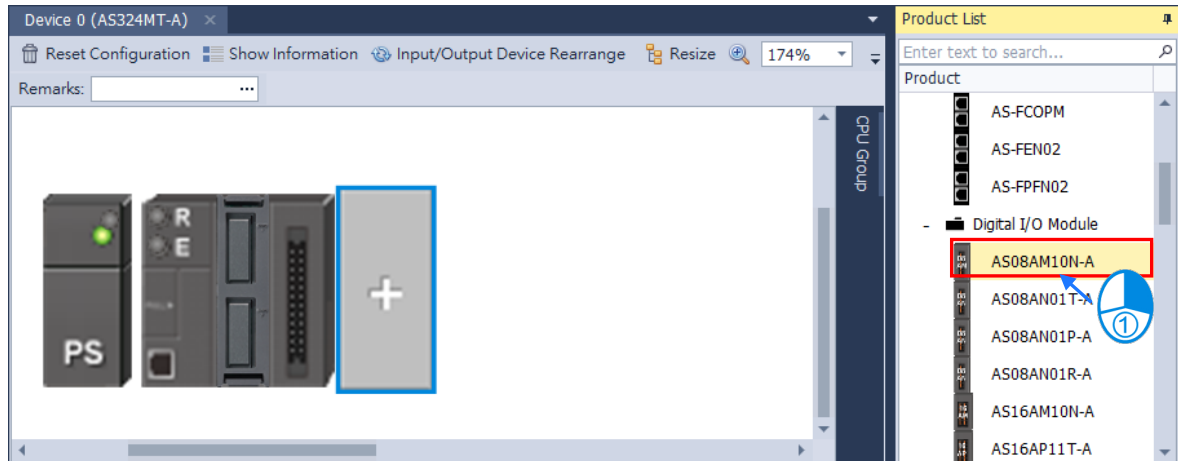 Device 0 (AS324MT-A)
Reset Configuration Show Information Input/Output Device Rearrange Resize 174%
Remarks: ...
CPU Group
R
E
PS
+
Product List
Enter text to search...
Product
AS-FCOPM
AS-FEN02
AS-FPFN02
- Digital I/O Module
AS08AM10N-A
AS08AN01T-A
①
AS08AN01P-A
AS08AN01R-A
AS16AM10N-A
AS16AP11T-A